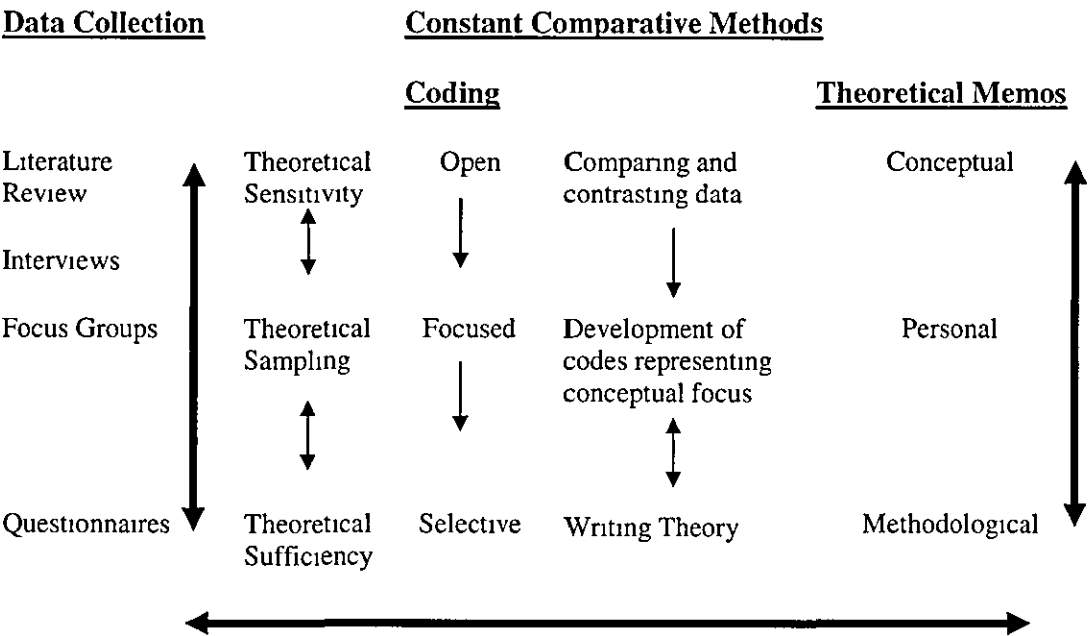 Data Collection
Constant Comparative Methods
Coding
Theoretical Memos
Literature
Review
Theoretical
Sensitivity
Open
Comparing and
contrasting data
Conceptual
Interviews
Focus Groups
Theoretical
Sampling
Focused
Development of
codes representing
conceptual focus
Personal
Questionnaires
Theoretical
Sufficiency
Selective
Writing Theory
Methodological